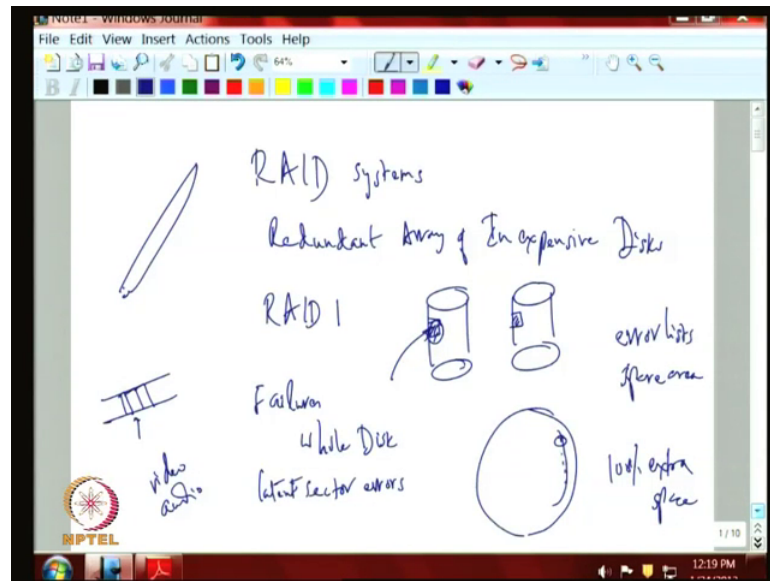 Note1 - Windows Journal
File Edit View Insert Actions Tools Help
64%
B I
RAID systems
Redundant Array of Inexpensive Disks
RAID 1
error lists
spare area
Failures
Whole Disk
latent sector errors
video
audio
100% extra
space
NPTEL
1 / 10
12:19 PM